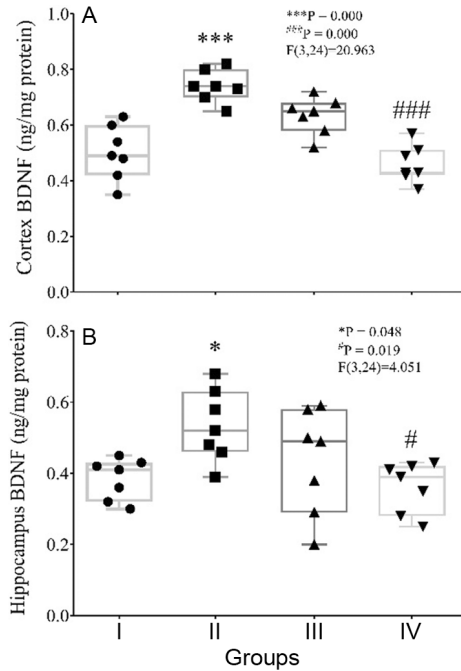 A
***P = 0.000
###P = 0.000
F(3,24)=20.963
***
###
Cortex BDNF (ng/mg protein)
1.0
0.8
0.6
0.4
0.2
0.0
B
*P = 0.048
#P = 0.019
F(3,24)=4.051
*
#
Hippocampus BDNF (ng/mg protein)
0.8
0.6
0.4
0.2
0.0
I II III IV
Groups